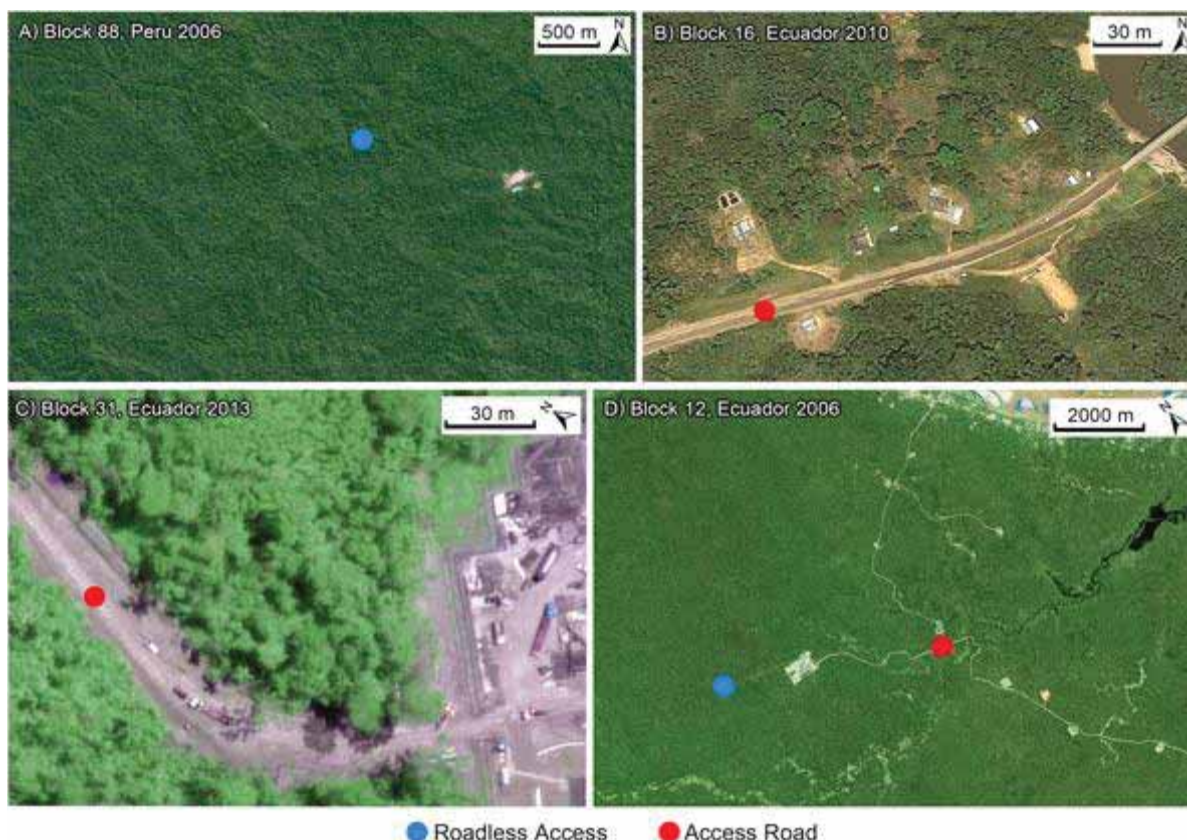 A) Block 88, Peru 2006
500 m
N
B) Block 16, Ecuador 2010
30 m
N
C) Block 31, Ecuador 2013
30 m
N
D) Block 12, Ecuador 2006
2000 m
N
Roadless Access
Access Road